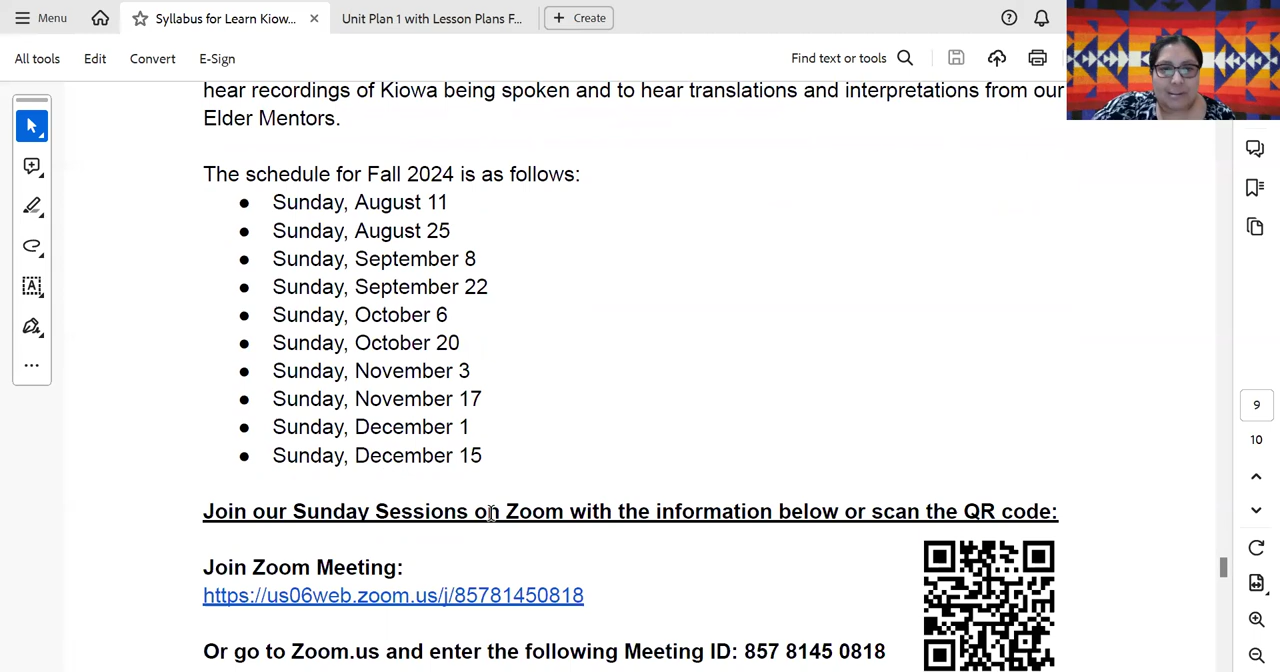 Menu
Syllabus for Learn Kiow...
Unit Plan 1 with Lesson Plans F...
Create
All tools
Edit
Convert
E-Sign
Find text or tools
hear recordings of Kiowa being spoken and to hear translations and interpretations from our
Elder Mentors.
The schedule for Fall 2024 is as follows:
● Sunday, August 11
● Sunday, August 25
● Sunday, September 8
● Sunday, September 22
● Sunday, October 6
● Sunday, October 20
● Sunday, November 3
● Sunday, November 17
● Sunday, December 1
● Sunday, December 15
Join our Sunday Sessions on Zoom with the information below or scan the QR code:
Join Zoom Meeting:
https://us06web.zoom.us/j/85781450818
Or go to Zoom.us and enter the following Meeting ID: 857 8145 0818
9
10